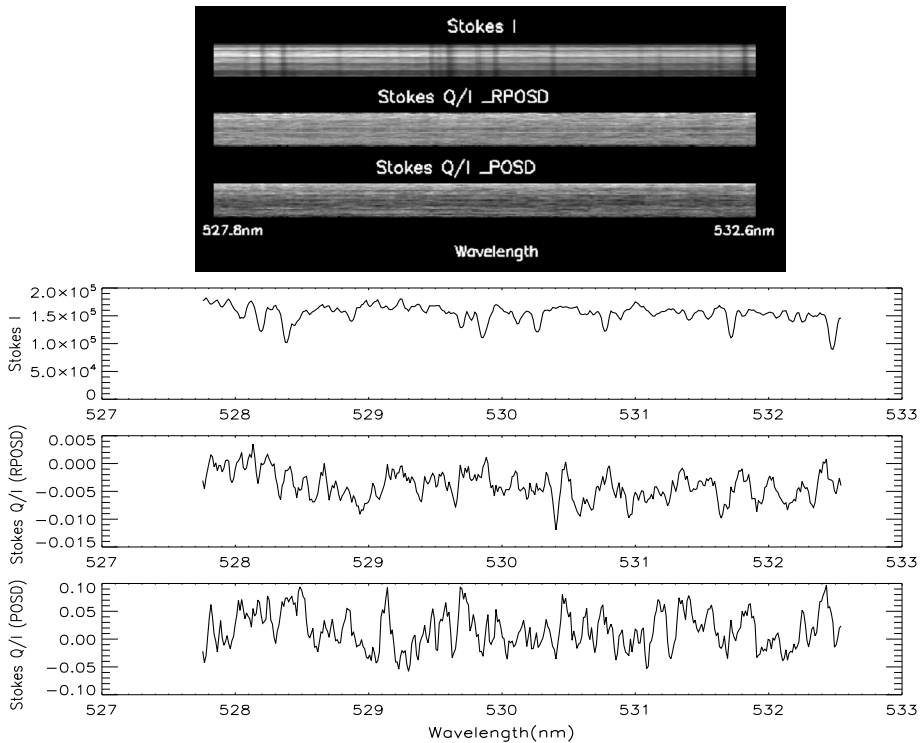 Stokes I
Stokes Q/I _RPOSD
Stokes Q/I _POSD
527.8nm 532.6nm
Wavelength
Stokes I
2.0×10⁵
1.5×10⁵
1.0×10⁵
5.0×10⁴
0
527 528 529 530 531 532 533
Stokes Q/I (RPOSD)
0.005
0.000
−0.005
−0.010
−0.015
527 528 529 530 531 532 533
Stokes Q/I (POSD)
0.10
0.05
0.00
−0.05
−0.10
527 528 529 530 531 532 533
Wavelength(nm)